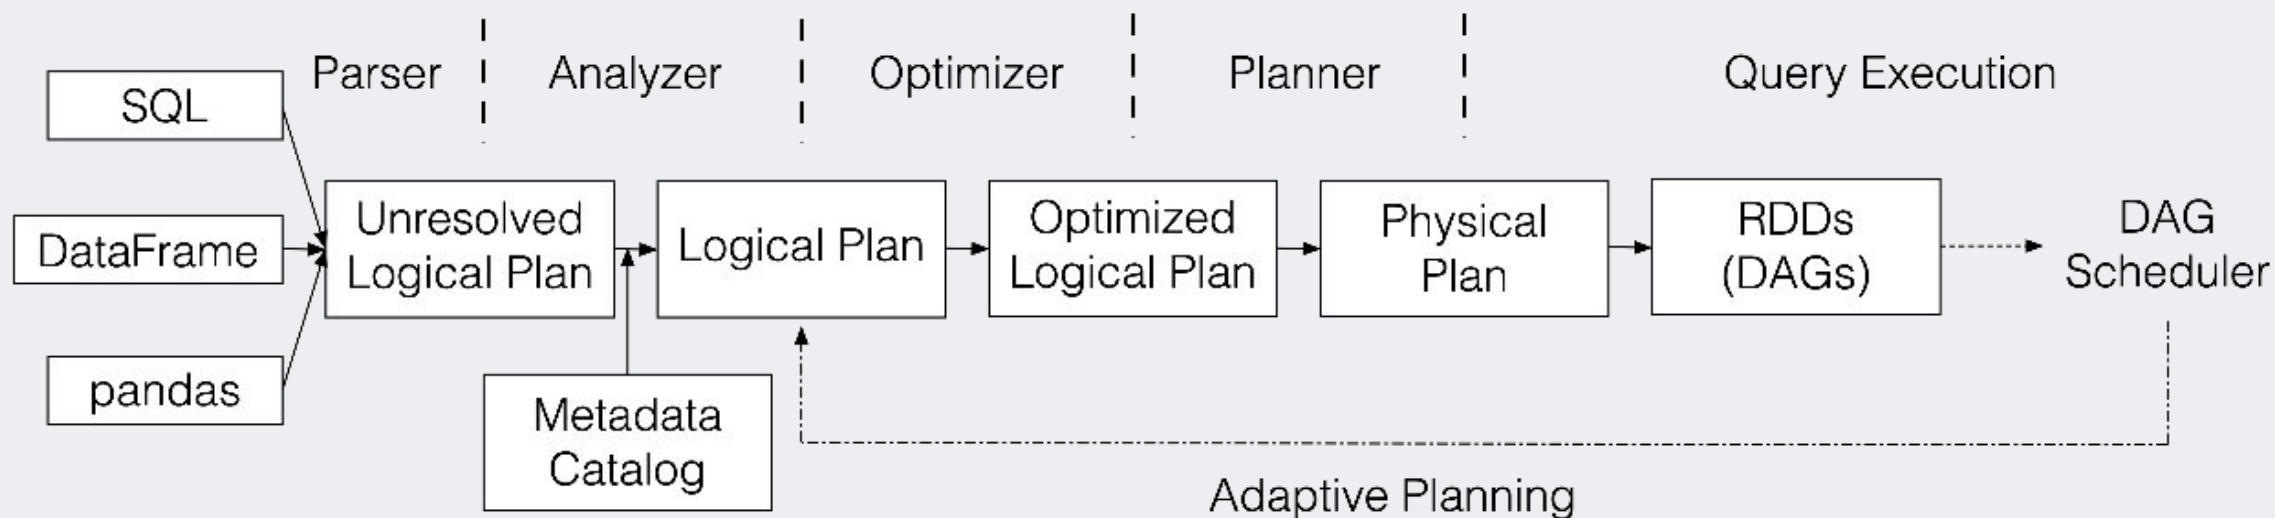 Parser
Analyzer
Optimizer
Planner
Query Execution
SQL
DataFrame
pandas
Unresolved
Logical Plan
Logical Plan
Optimized
Logical Plan
Physical
Plan
RDDs
(DAGs)
DAG
Scheduler
Metadata
Catalog
Adaptive Planning